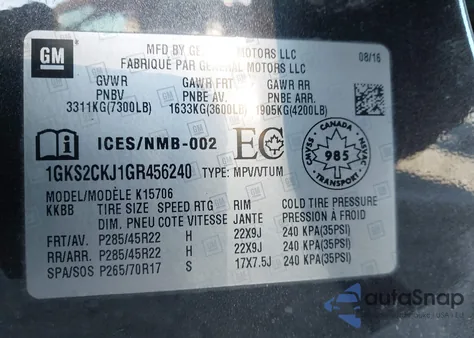 GM
MFD BY GENERAL MOTORS LLC
FABRIQUÉ PAR GENERAL MOTORS LLC
08/16
GVWR GAWR FRT GAWR RR
PNBV PNBE AV. PNBE ARR.
3311KG(7300LB) 1633KG(3600LB) 1905KG(4200LB)
ICES/NMB-002 EC
CANADA
985
1GKS2CKJ1GR456240 TYPE: MPV/VTUM
MODEL/MODÈLE K15706
KKBB TIRE SIZE SPEED RTG RIM COLD TIRE PRESSURE
DIM. PNEU COTE VITESSE JANTE PRESSION À FROID
FRT/AV. P285/45R22 H 22X9J 240 KPA(35PSI)
RR/ARR. P285/45R22 H 22X9J 240 KPA(35PSI)
SPA/SOS P265/70R17 S 17X7.5J 240 KPA(35PSI)
autaSnap